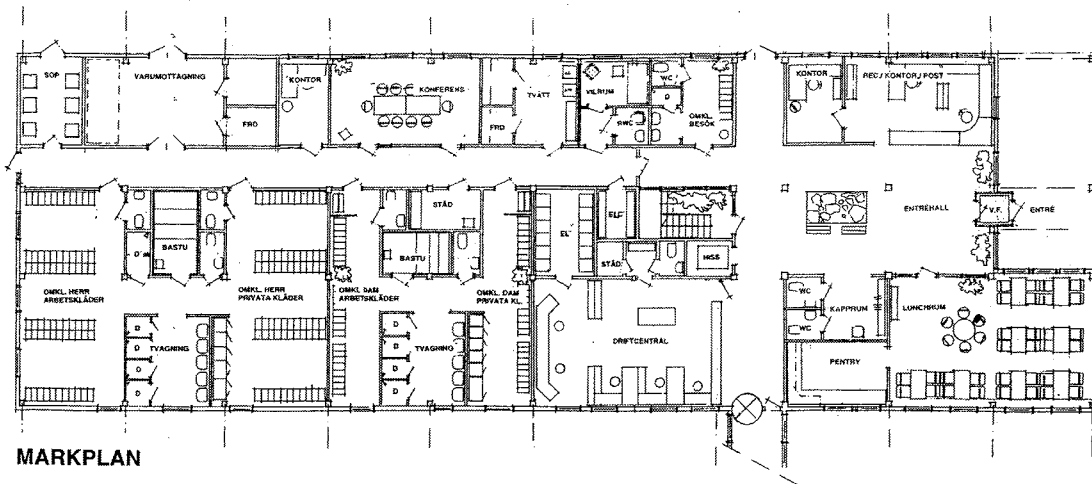 SOP
VARUMOTTAGNING
FRD
KONTOR
KONFERENS
FRD
TVÄTT
VILRUM
RWC
WC
D
OMKL.
BESÖK
KONTOR
REC./ KONTOR/ POST
BASTU
D
STÄD
BASTU
EL
ELC
STÄD
HISS
ENTRÉHALL
V.F.
ENTRÉ
OMKL. HERR
ARBETSKLÄDER
OMKL. HERR
PRIVATA KLÄDER
OMKL. DAM
ARBETSKLÄDER
OMKL. DAM
PRIVATA KL.
D
D
D
D
TVAGNING
D
D
D
D
TVAGNING
DRIFTCENTRAL
WC
WC
KAPPRUM
PENTRY
LUNCHRUM
MARKPLAN